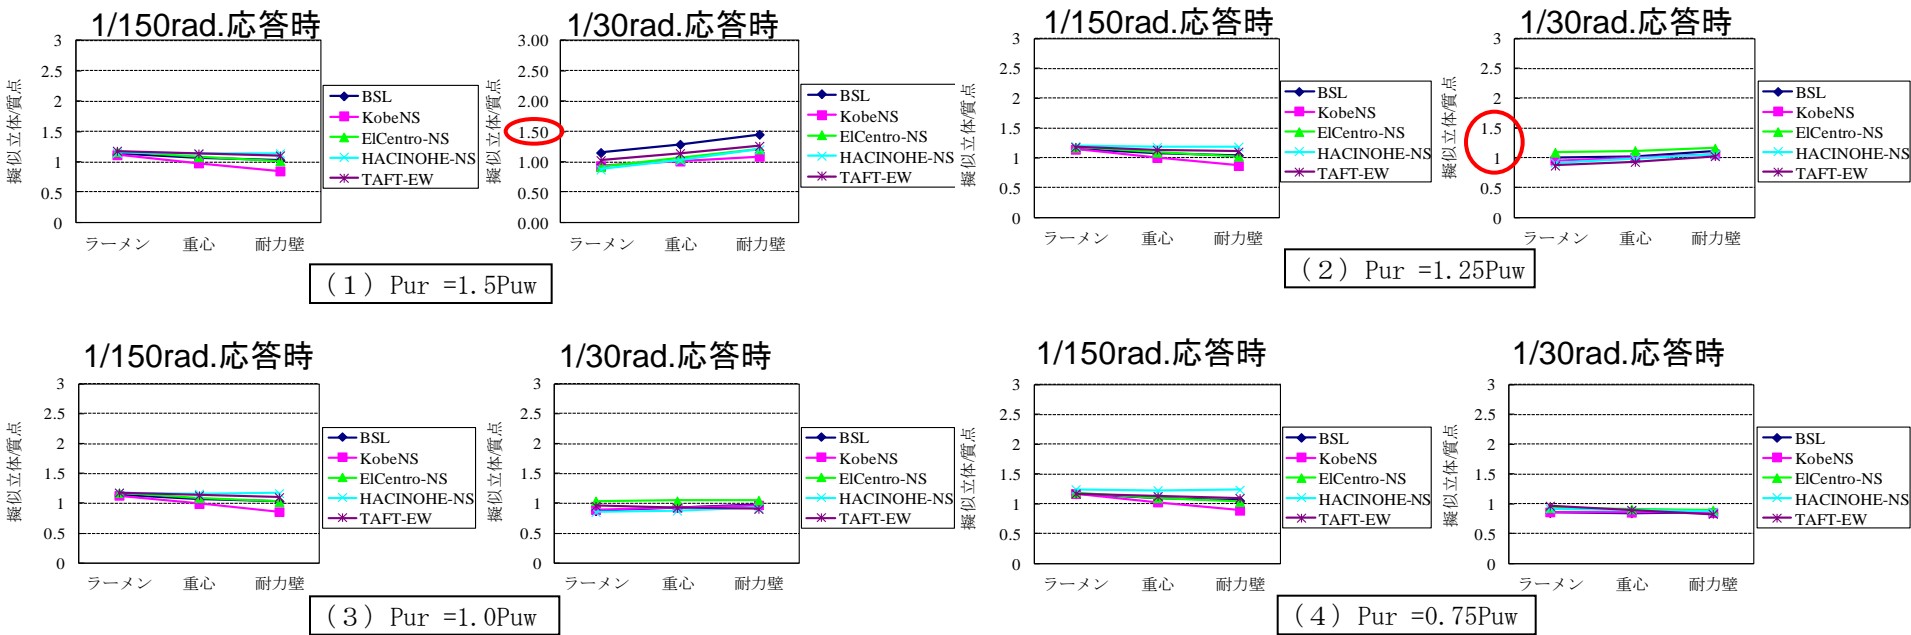 1/150rad.応答時
3
2.5
2
1.5
1
0.5
0
擬似立体/質点
ラーメン 重心 耐力壁
BSL
KobeNS
ElCentro-NS
HACINOHE-NS
TAFT-EW
1/30rad.応答時
3.00
2.50
2.00
1.50
1.00
0.50
0.00
擬似立体/質点
ラーメン 重心 耐力壁
BSL
KobeNS
ElCentro-NS
HACINOHE-NS
TAFT-EW
(1) Pur =1.5Puw
1/150rad.応答時
3
2.5
2
1.5
1
0.5
0
擬似立体/質点
ラーメン 重心 耐力壁
BSL
KobeNS
ElCentro-NS
HACINOHE-NS
TAFT-EW
1/30rad.応答時
3
2.5
2
1.5
1
0.5
0
擬似立体/質点
ラーメン 重心 耐力壁
BSL
KobeNS
ElCentro-NS
HACINOHE-NS
TAFT-EW
(2) Pur =1.25Puw
1/150rad.応答時
3
2.5
2
1.5
1
0.5
0
擬似立体/質点
ラーメン 重心 耐力壁
BSL
KobeNS
ElCentro-NS
HACINOHE-NS
TAFT-EW
1/30rad.応答時
3
2.5
2
1.5
1
0.5
0
擬似立体/質点
ラーメン 重心 耐力壁
BSL
KobeNS
ElCentro-NS
HACINOHE-NS
TAFT-EW
(3) Pur =1.0Puw
1/150rad.応答時
3
2.5
2
1.5
1
0.5
0
擬似立体/質点
ラーメン 重心 耐力壁
BSL
KobeNS
ElCentro-NS
HACINOHE-NS
TAFT-EW
1/30rad.応答時
3
2.5
2
1.5
1
0.5
0
擬似立体/質点
ラーメン 重心 耐力壁
BSL
KobeNS
ElCentro-NS
HACINOHE-NS
TAFT-EW
(4) Pur =0.75Puw